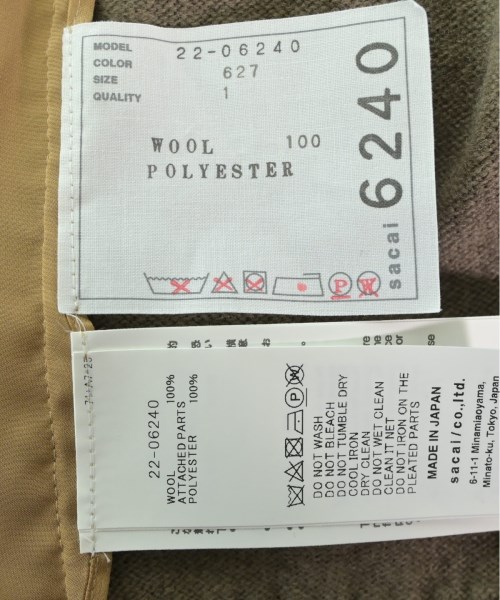 MODEL 22-06240
COLOR 627
SIZE 1
QUALITY
WOOL 100
POLYESTER
sacai 6240
P W
22-06240
WOOL 100%
ATTACHED PARTS
POLYESTER 100%
P W
DO NOT WASH
DO NOT BLEACH
DO NOT TUMBLE DRY
COOL IRON
DRY CLEAN
DO NOT WET CLEAN
CLEAN IT NET
DO NOT IRON ON THE
PLEATED PARTS
MADE IN JAPAN
sacai/co.,ltd.
6-11-1 Minamiaoyama,
Minato-ku, Tokyo, Japan